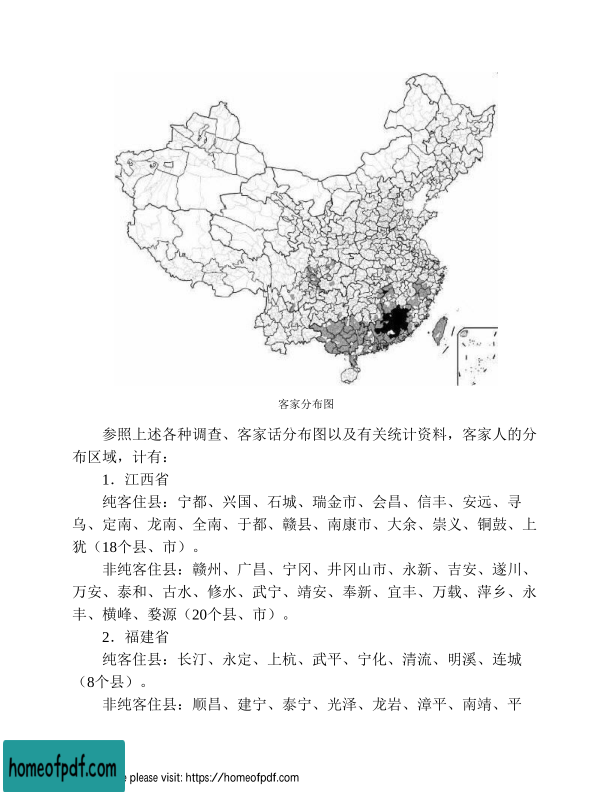 客家分布图
参照上述各种调查、客家话分布图以及有关统计资料，客家人的分
布区域，计有：
1．江西省
纯客住县：宁都、兴国、石城、瑞金市、会昌、信丰、安远、寻
乌、定南、龙南、全南、于都、赣县、南康市、大余、崇义、铜鼓、上
犹（18个县、市）。
非纯客住县：赣州、广昌、宁冈、井冈山市、永新、吉安、遂川、
万安、泰和、古水、修水、武宁、靖安、奉新、宜丰、万载、萍乡、永
丰、横峰、婺源（20个县、市）。
2．福建省
纯客住县：长汀、永定、上杭、武平、宁化、清流、明溪、连城
（8个县）。
非纯客住县：顺昌、建宁、泰宁、光泽、龙岩、漳平、南靖、平
homeofpdf.com
e please visit: https://homeofpdf.com